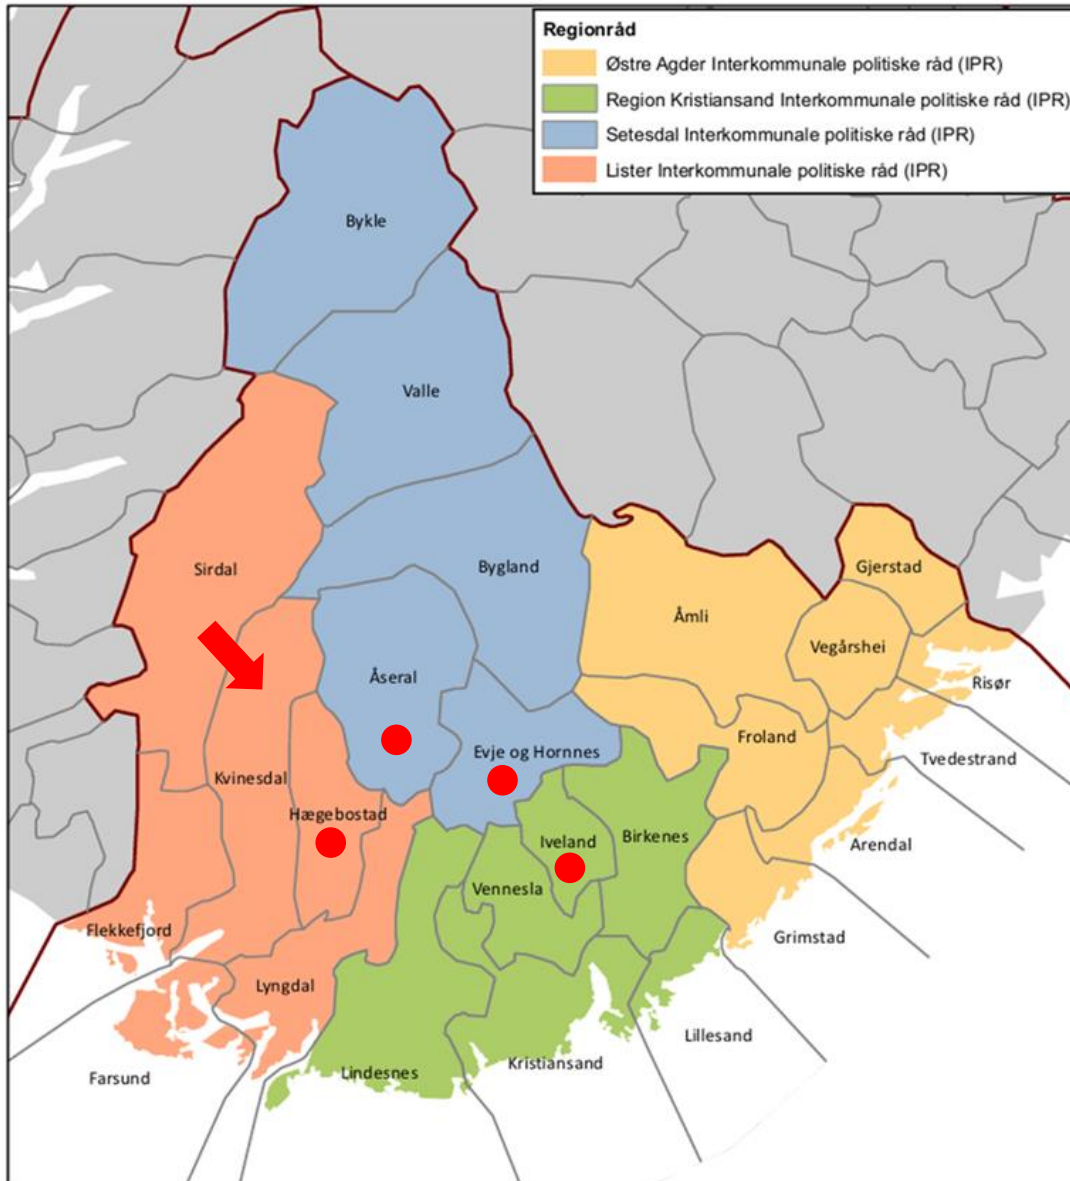 Regionråd
Østre Agder Interkommunale politiske råd (IPR)
Region Kristiansand Interkommunale politiske råd (IPR)
Setesdal Interkommunale politiske råd (IPR)
Lister Interkommunale politiske råd (IPR)
Bykle
Valle
Sirdal
Bygland
Gjerstad
Åmli
Vegårshei
Åseral
Risør
Froland
Evje og Hornnes
Tvedestrand
Kvinesdal
Hægebostad
Iveland
Birkenes
Arendal
Vennesla
Flekkefjord
Grimstad
Lyngdal
Lillesand
Kristiansand
Lindesnes
Farsund